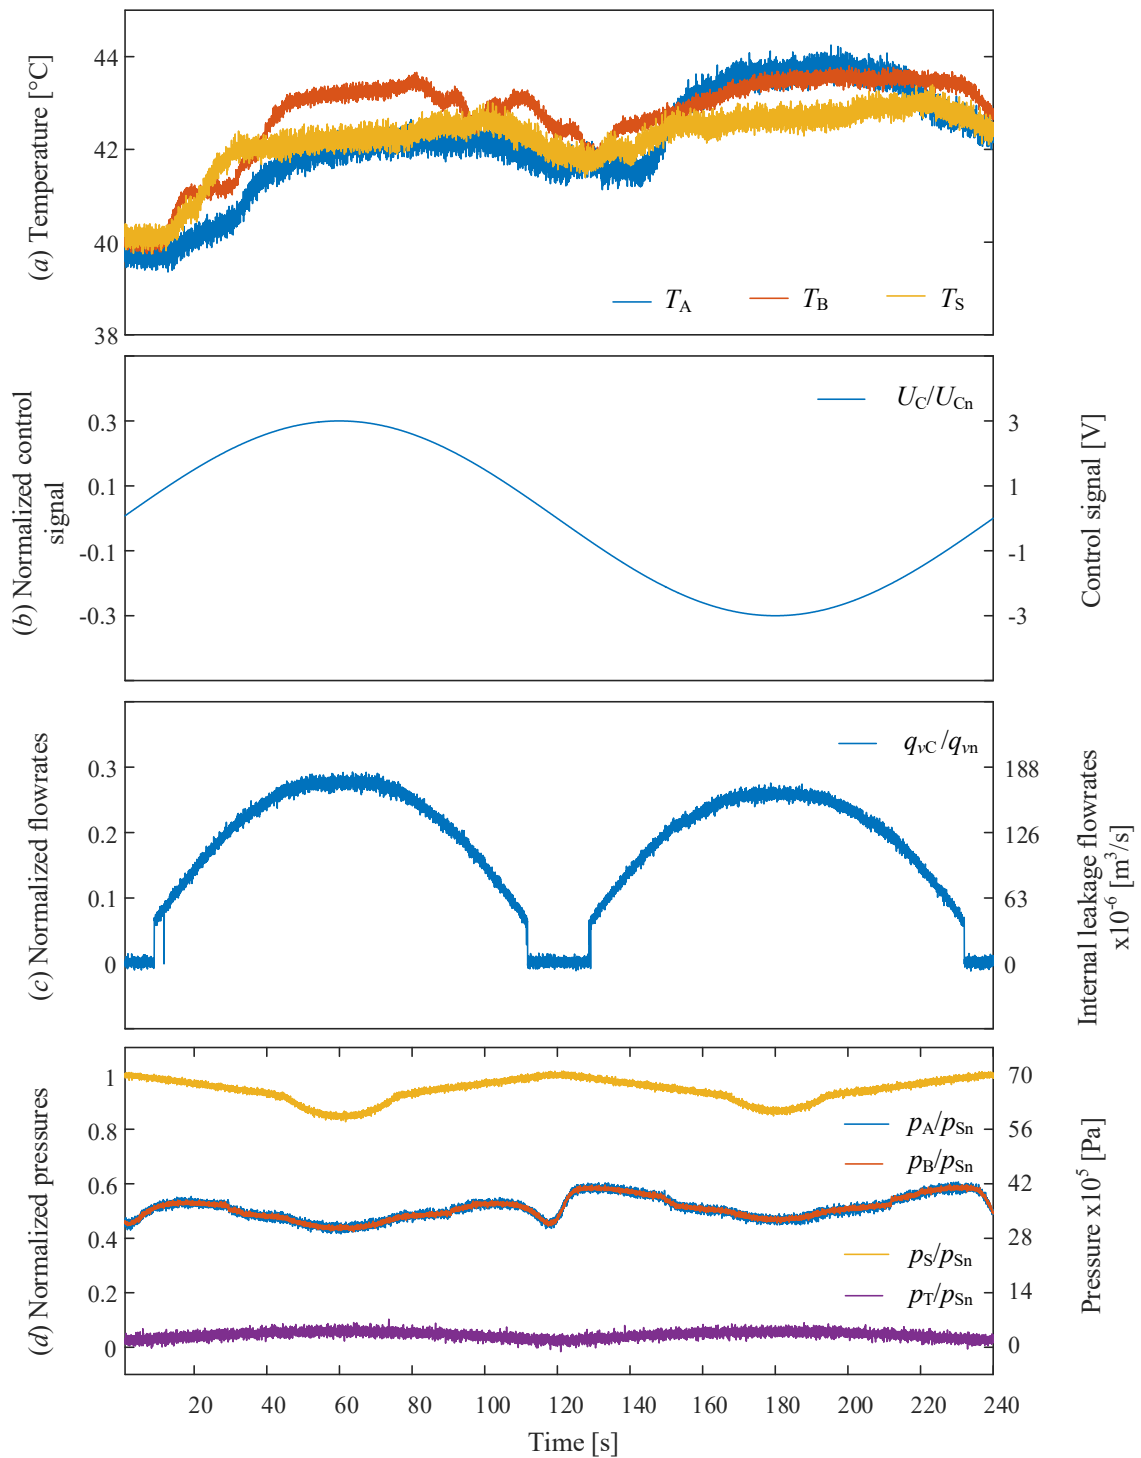 (a) Temperature [°C]
44
42
40
38
T_A
T_B
T_S
(b) Normalized control
signal
0.3
0.1
-0.1
-0.3
U_C/U_Cn
3
1
-1
-3
Control signal [V]
(c) Normalized flowrates
0.3
0.2
0.1
0
q_vC/q_vn
188
126
63
0
Internal leakage flowrates
x10^-6 [m^3/s]
(d) Normalized pressures
1
0.8
0.6
0.4
0.2
0
p_A/p_Sn
p_B/p_Sn
p_S/p_Sn
p_T/p_Sn
70
56
42
28
14
0
Pressure x10^5 [Pa]
20 40 60 80 100 120 140 160 180 200 220 240
Time [s]